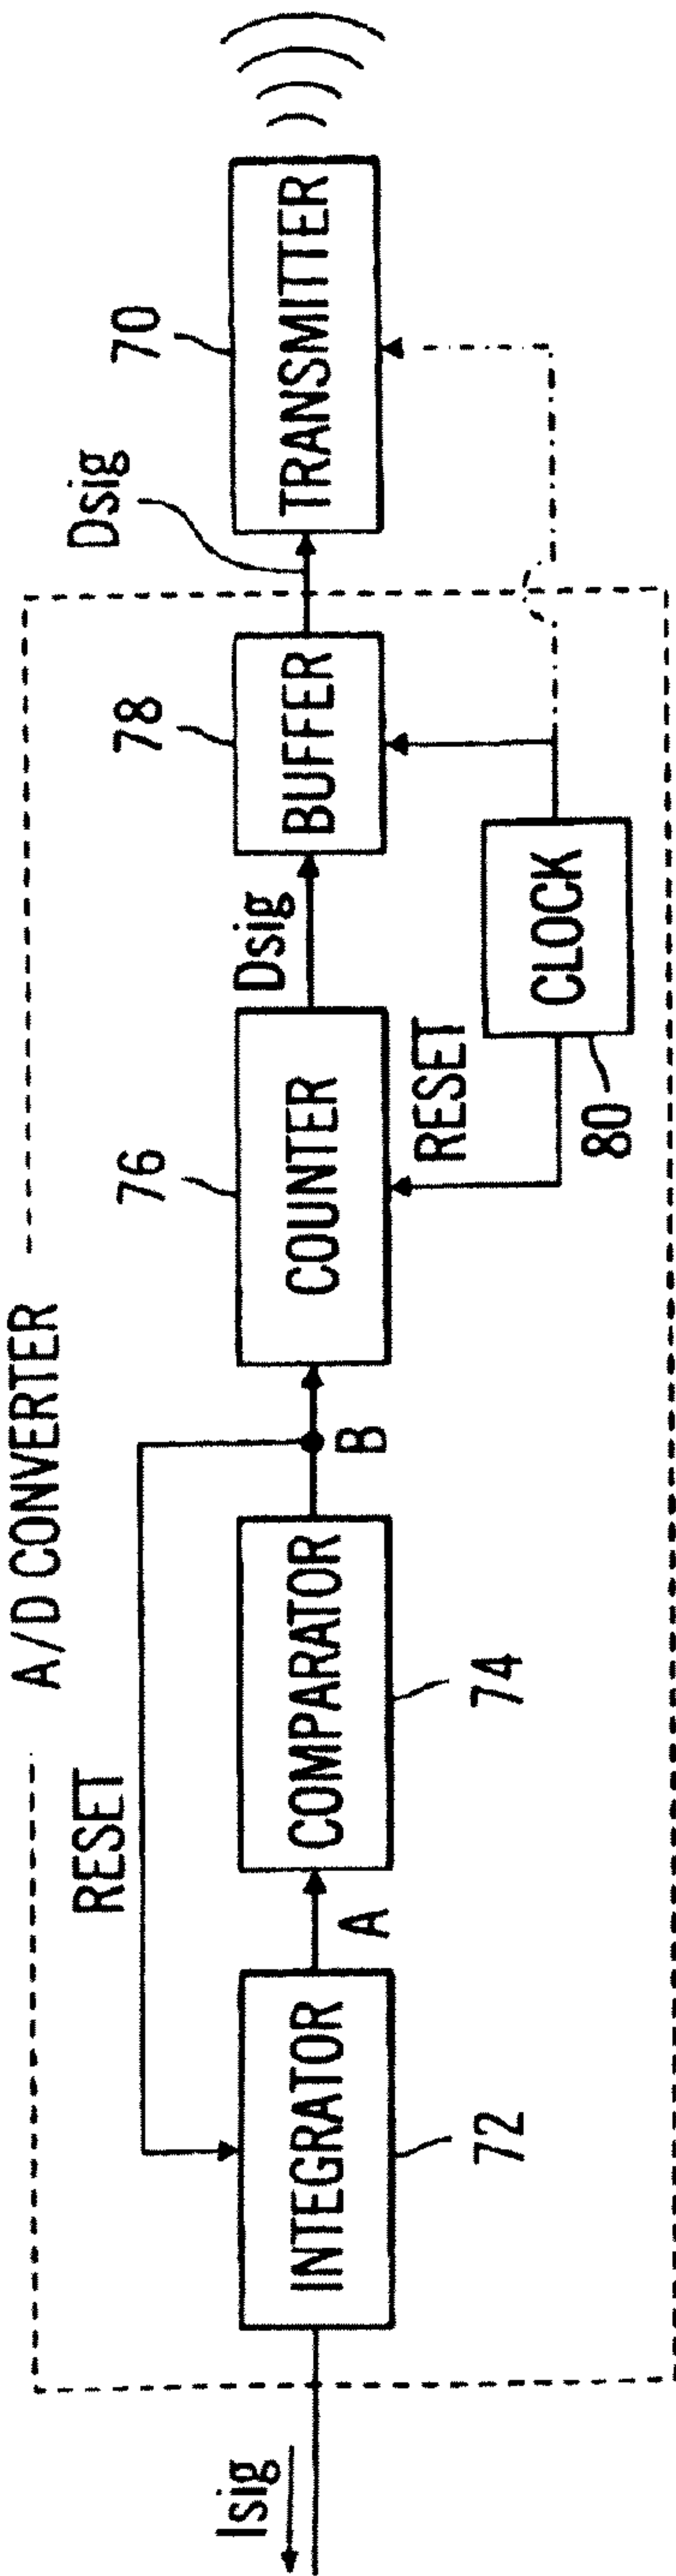 A/D CONVERTER
RESET
Isig
INTEGRATOR
72
A
COMPARATOR
74
B
COUNTER
76
RESET
CLOCK
80
Dsig
BUFFER
78
Dsig
TRANSMITTER
70